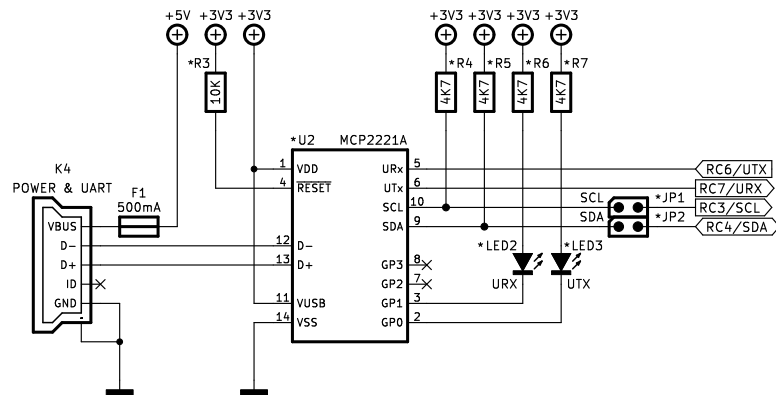 +5V +3V3 +3V3 +3V3 +3V3 +3V3 +3V3
*R3 10K *R4 4K7 *R5 4K7 *R6 4K7 *R7 4K7
*U2 MCP2221A
K4
POWER & UART
F1
500mA
VBUS
D-
D+
ID
GND
1 VDD
4 RESET
12 D-
13 D+
11 VUSB
14 VSS
URx 5 RC6/UTX
UTx 6 RC7/URX
SCL 10 SCL *JP1 RC3/SCL
SDA 9 SDA *JP2 RC4/SDA
GP3 8
GP2 7
GP1 3
GP0 2
*LED2 *LED3
URX UTX